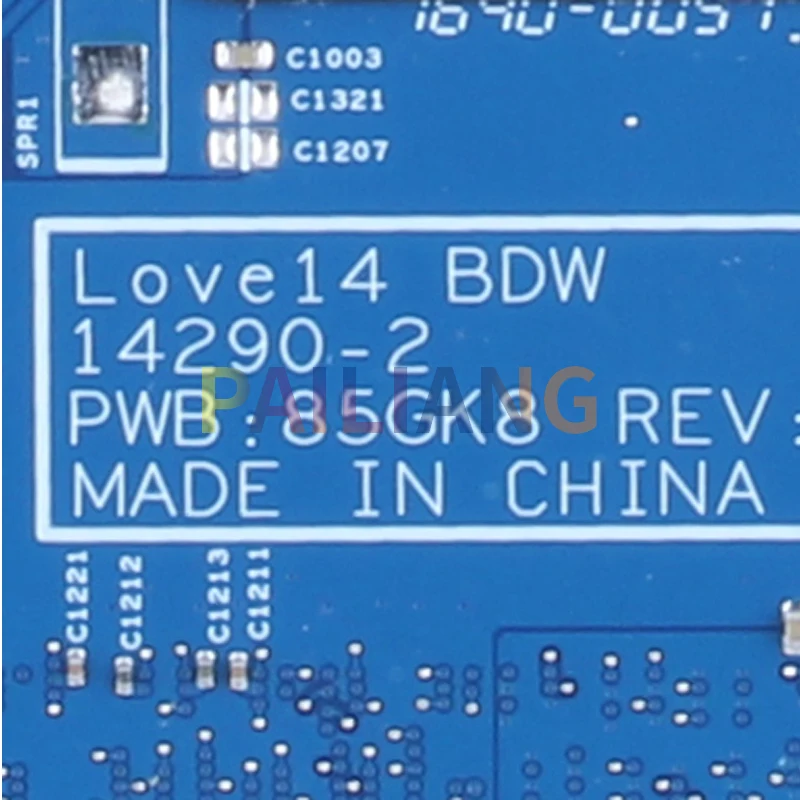 C1003
C1321
SPR1
C1207
Love14 BDW
14290-2
PWB:85GK8 REV:
MADE IN CHINA
PAILIANG
C1221
C1212
C1213
C1211